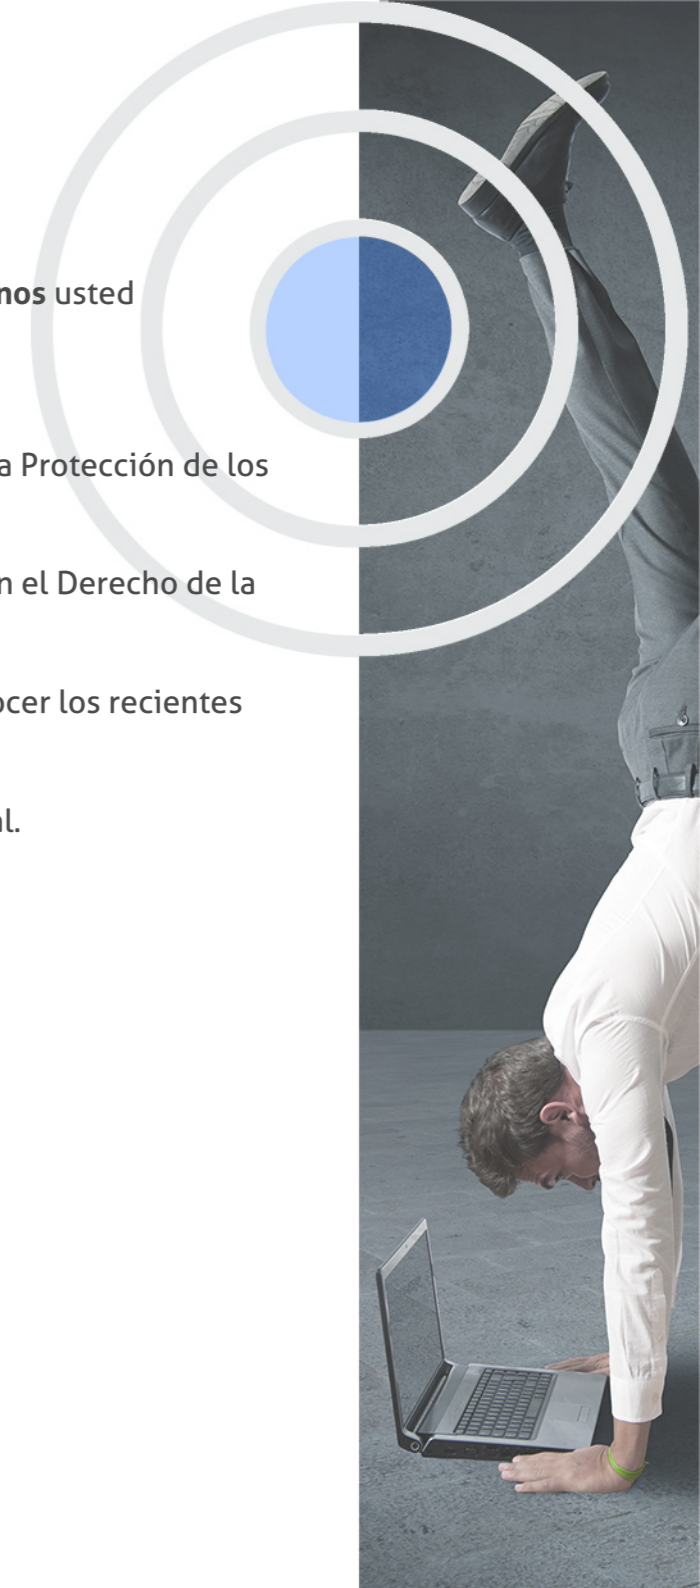 nos usted
a Protección de los
n el Derecho de la
ocer los recientes
al.